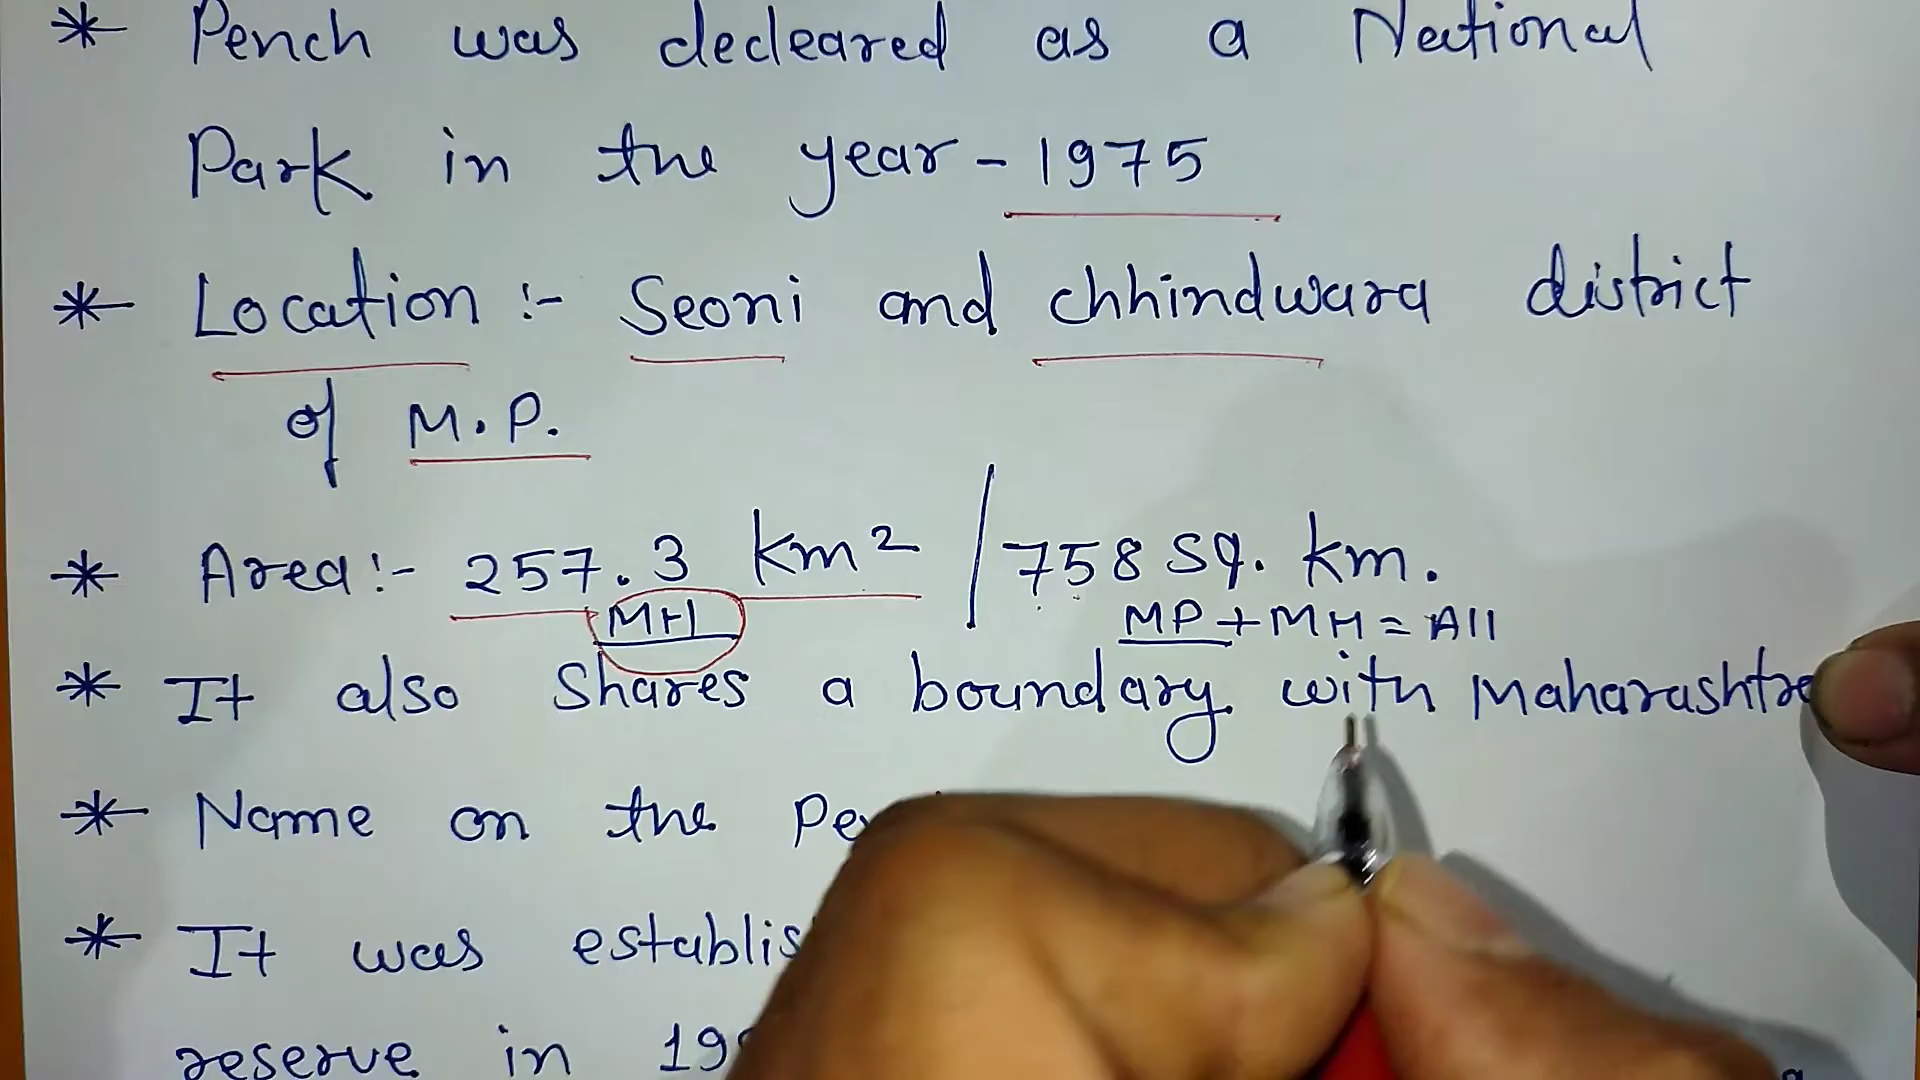 * Pench was decleared as a National
Park in the year - 1975
* Location :- Seoni and chhindwara district
of M.P.
* Area :- 257.3 km² / 758 sq. km.
MH MP + MH = All
* It also shares a boundary with Maharashtra
* Name on the
* It was
reserve in